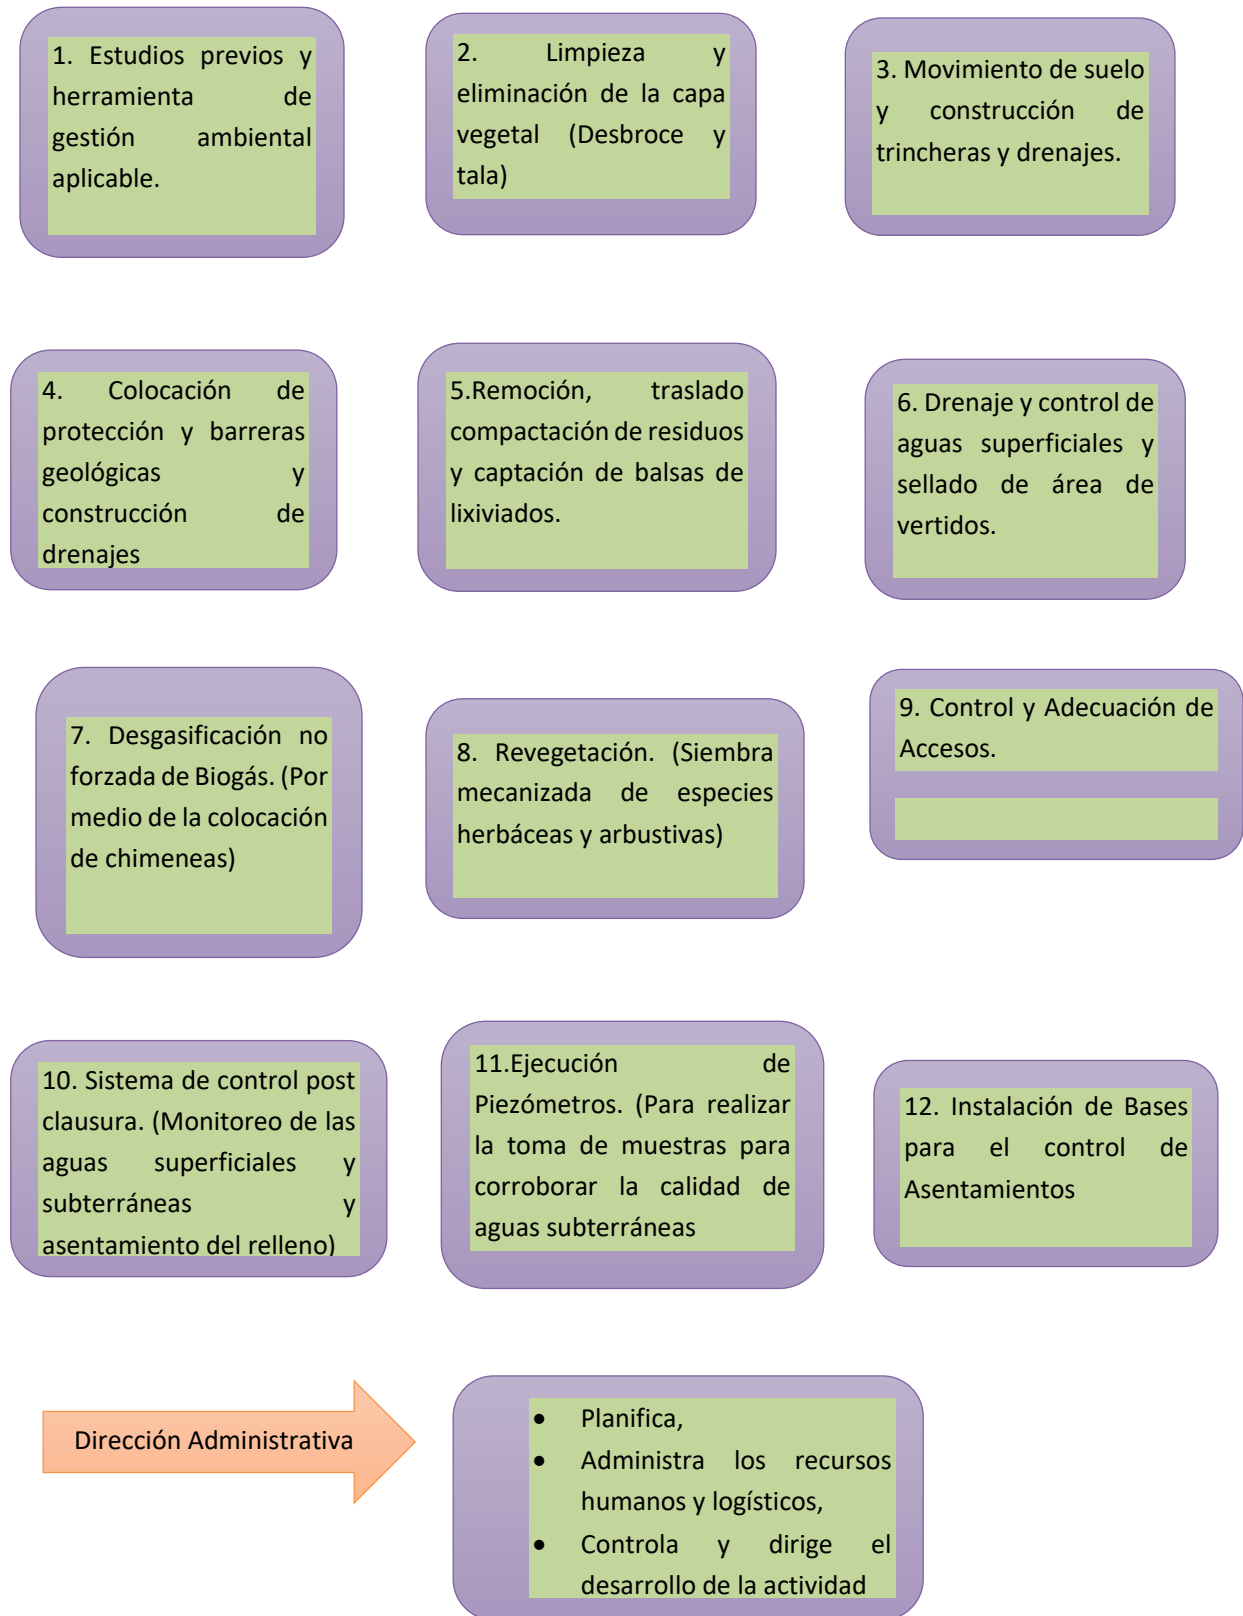 1. Estudios previos y
herramienta de
gestión ambiental
aplicable.
2. Limpieza y
eliminación de la capa
vegetal (Desbroce y
tala)
3. Movimiento de suelo
y construcción de
trincheras y drenajes.
4. Colocación de
protección y barreras
geológicas y
construcción de
drenajes
5.Remoción, traslado
compactación de residuos
y captación de balsas de
lixiviados.
6. Drenaje y control de
aguas superficiales y
sellado de área de
vertidos.
7. Desgasificación no
forzada de Biogás. (Por
medio de la colocación
de chimeneas)
8. Revegetación. (Siembra
mecanizada de especies
herbáceas y arbustivas)
9. Control y Adecuación de
Accesos.
10. Sistema de control post
clausura. (Monitoreo de las
aguas superficiales y
subterráneas y
asentamiento del relleno)
11.Ejecución de
Piezómetros. (Para realizar
la toma de muestras para
corroborar la calidad de
aguas subterráneas
12. Instalación de Bases
para el control de
Asentamientos
Dirección Administrativa
• Planifica,
• Administra los recursos
humanos y logísticos,
• Controla y dirige el
desarrollo de la actividad